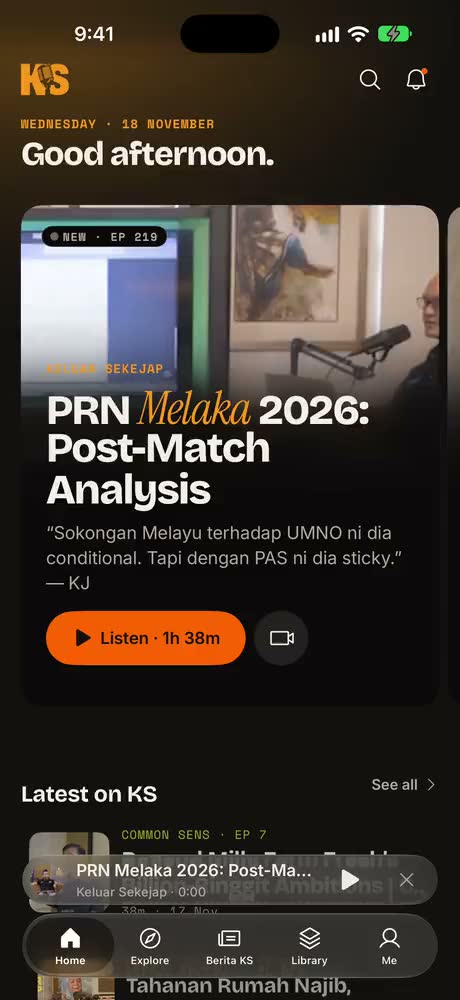 9:41
KS
WEDNESDAY · 18 NOVEMBER
Good afternoon.
NEW · EP 219
KELUAR SEKEJAP
PRN Melaka 2026:
Post-Match
Analysis
“Sokongan Melayu terhadap UMNO ni dia
conditional. Tapi dengan PAS ni dia sticky.”
— KJ
Listen · 1h 38m
Latest on KS
See all
COMMON SENS · EP 7
PRN Melaka 2026: Post-Ma...
Keluar Sekejap · 0:00
38m · 17 Nov
Home
Explore
Berita KS
Library
Me
Tahanan Rumah Najib,